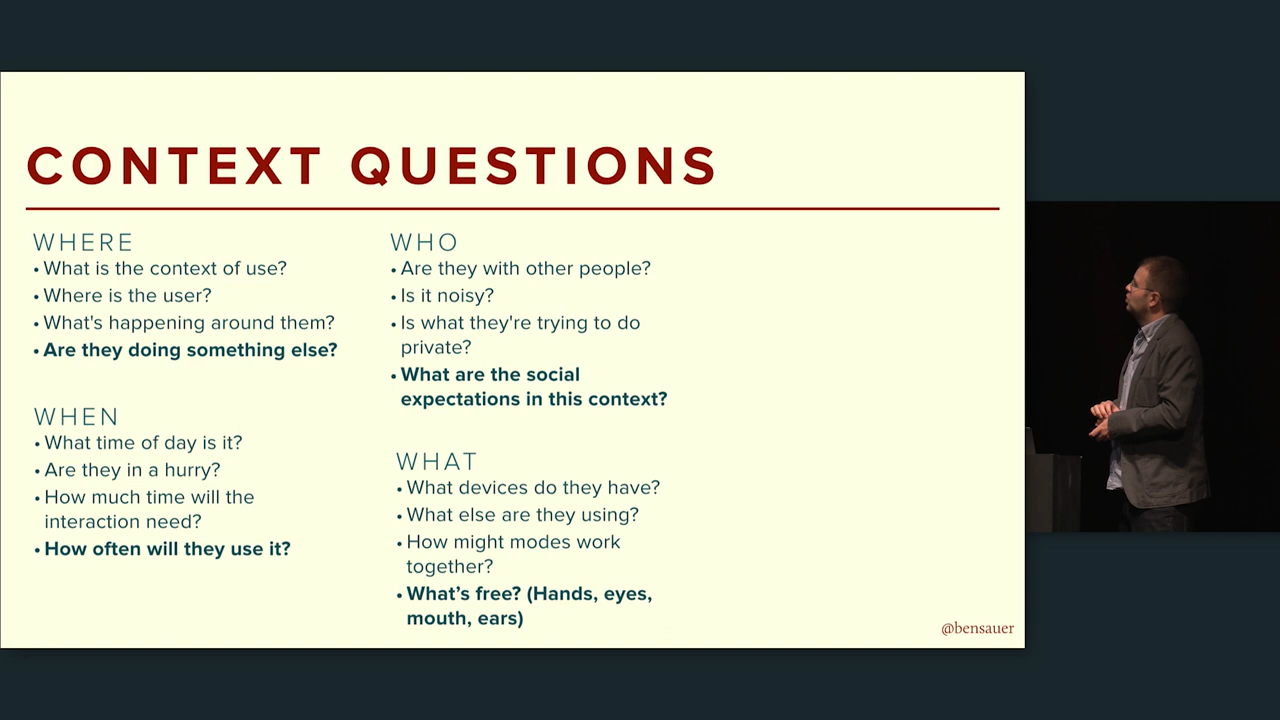 CONTEXT QUESTIONS
WHERE
• What is the context of use?
• Where is the user?
• What's happening around them?
• Are they doing something else?
WHEN
• What time of day is it?
• Are they in a hurry?
• How much time will the
interaction need?
• How often will they use it?
WHO
• Are they with other people?
• Is it noisy?
• Is what they're trying to do
private?
• What are the social
expectations in this context?
WHAT
• What devices do they have?
• What else are they using?
• How might modes work
together?
• What’s free? (Hands, eyes,
mouth, ears)
@bensauer